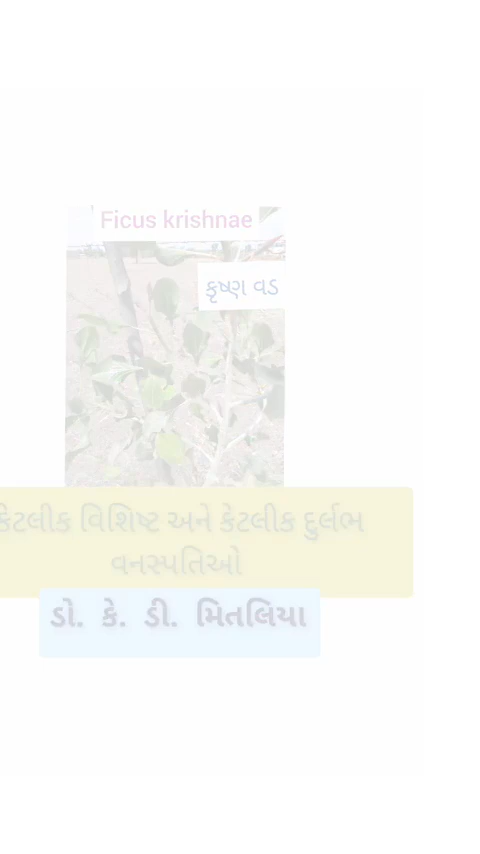 Ficus krishnae
કૃષ્ણ વડ
કેટલીક વિશિષ્ટ અને કેટલીક દુર્લભ
વનસ્પતિઓ
ડો. કે. ડી. મિતલિયા